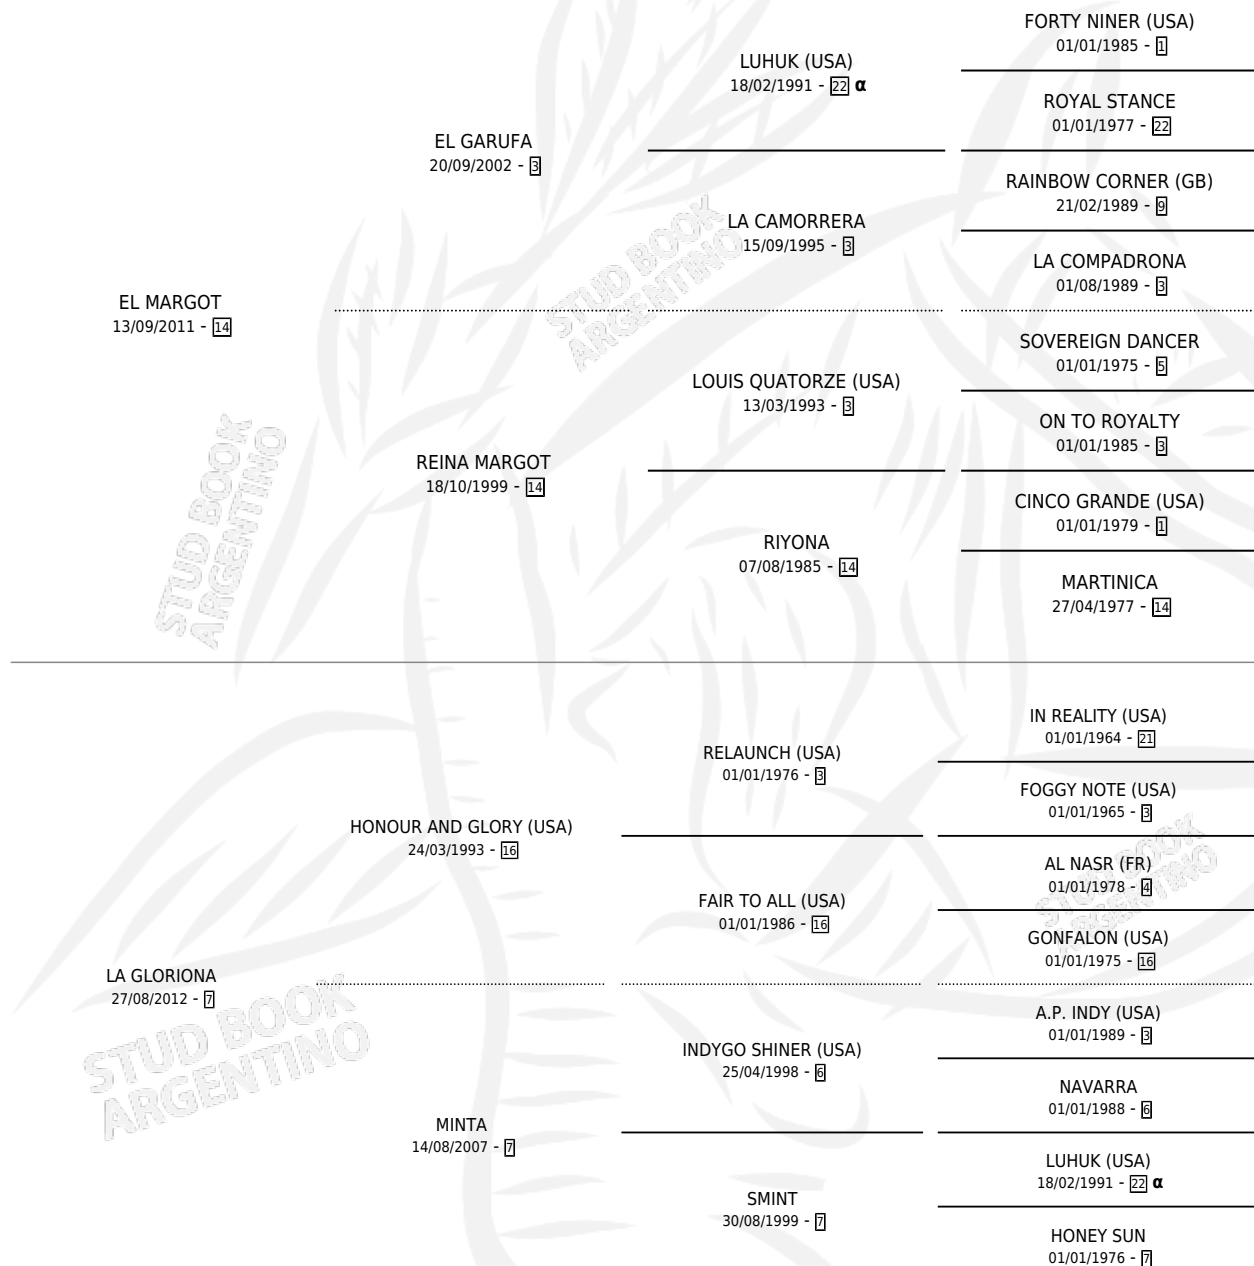 FORTY NINER (USA)
01/01/1985 - 1
LUHUK (USA)
18/02/1991 - 22 α
ROYAL STANCE
01/01/1977 - 22
EL GARUFA
20/09/2002 - 3
RAINBOW CORNER (GB)
21/02/1989 - 9
LA CAMORRERA
15/09/1995 - 3
LA COMPADRONA
01/08/1989 - 3
EL MARGOT
13/09/2011 - 14
STUD BOOK
ARGENTINO
SOVEREIGN DANCER
01/01/1975 - 5
LOUIS QUATORZE (USA)
13/03/1993 - 3
ON TO ROYALTY
01/01/1985 - 3
REINA MARGOT
18/10/1999 - 14
CINCO GRANDE (USA)
01/01/1979 - 1
RIYONA
07/08/1985 - 14
MARTINICA
27/04/1977 - 14
STUD BOOK
ARGENTINO
IN REALITY (USA)
01/01/1964 - 21
RELAUNCH (USA)
01/01/1976 - 3
FOGGY NOTE (USA)
01/01/1965 - 3
HONOUR AND GLORY (USA)
24/03/1993 - 16
AL NASR (FR)
01/01/1978 - 4
FAIR TO ALL (USA)
01/01/1986 - 16
GONFALON (USA)
01/01/1975 - 16
STUD BOOK
ARGENTINO
LA GLORIONA
27/08/2012 - 7
A.P. INDY (USA)
01/01/1989 - 3
INDYGO SHINER (USA)
25/04/1998 - 6
NAVARRA
01/01/1988 - 6
STUD BOOK
ARGENTINO
MINTA
14/08/2007 - 7
LUHUK (USA)
18/02/1991 - 22 α
SMINT
30/08/1999 - 7
HONEY SUN
01/01/1976 - 7